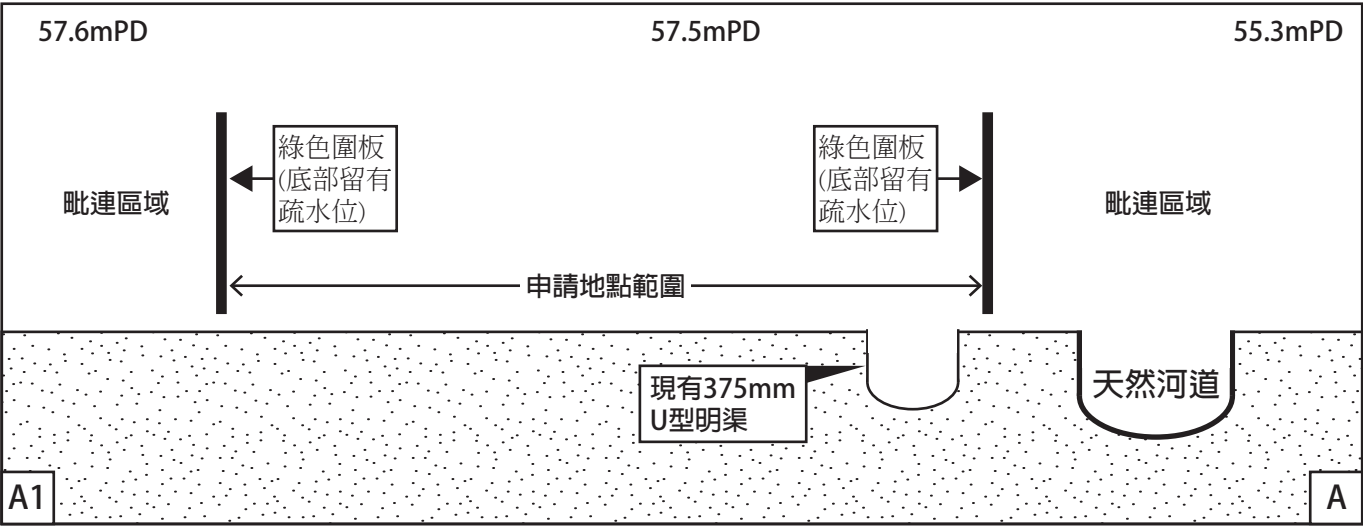 57.6mPD
57.5mPD
55.3mPD
綠色圍板
(底部留有
疏水位)
綠色圍板
(底部留有
疏水位)
毗連區域
毗連區域
申請地點範圍
現有375mm
U型明渠
天然河道
A1
A